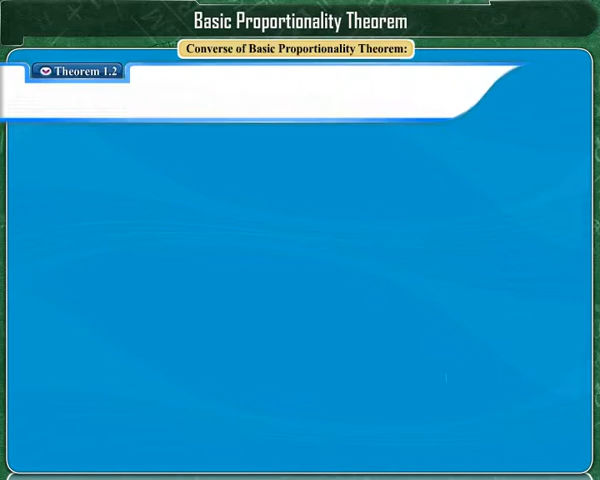 Basic Proportionality Theorem
Converse of Basic Proportionality Theorem:
Theorem 1.2